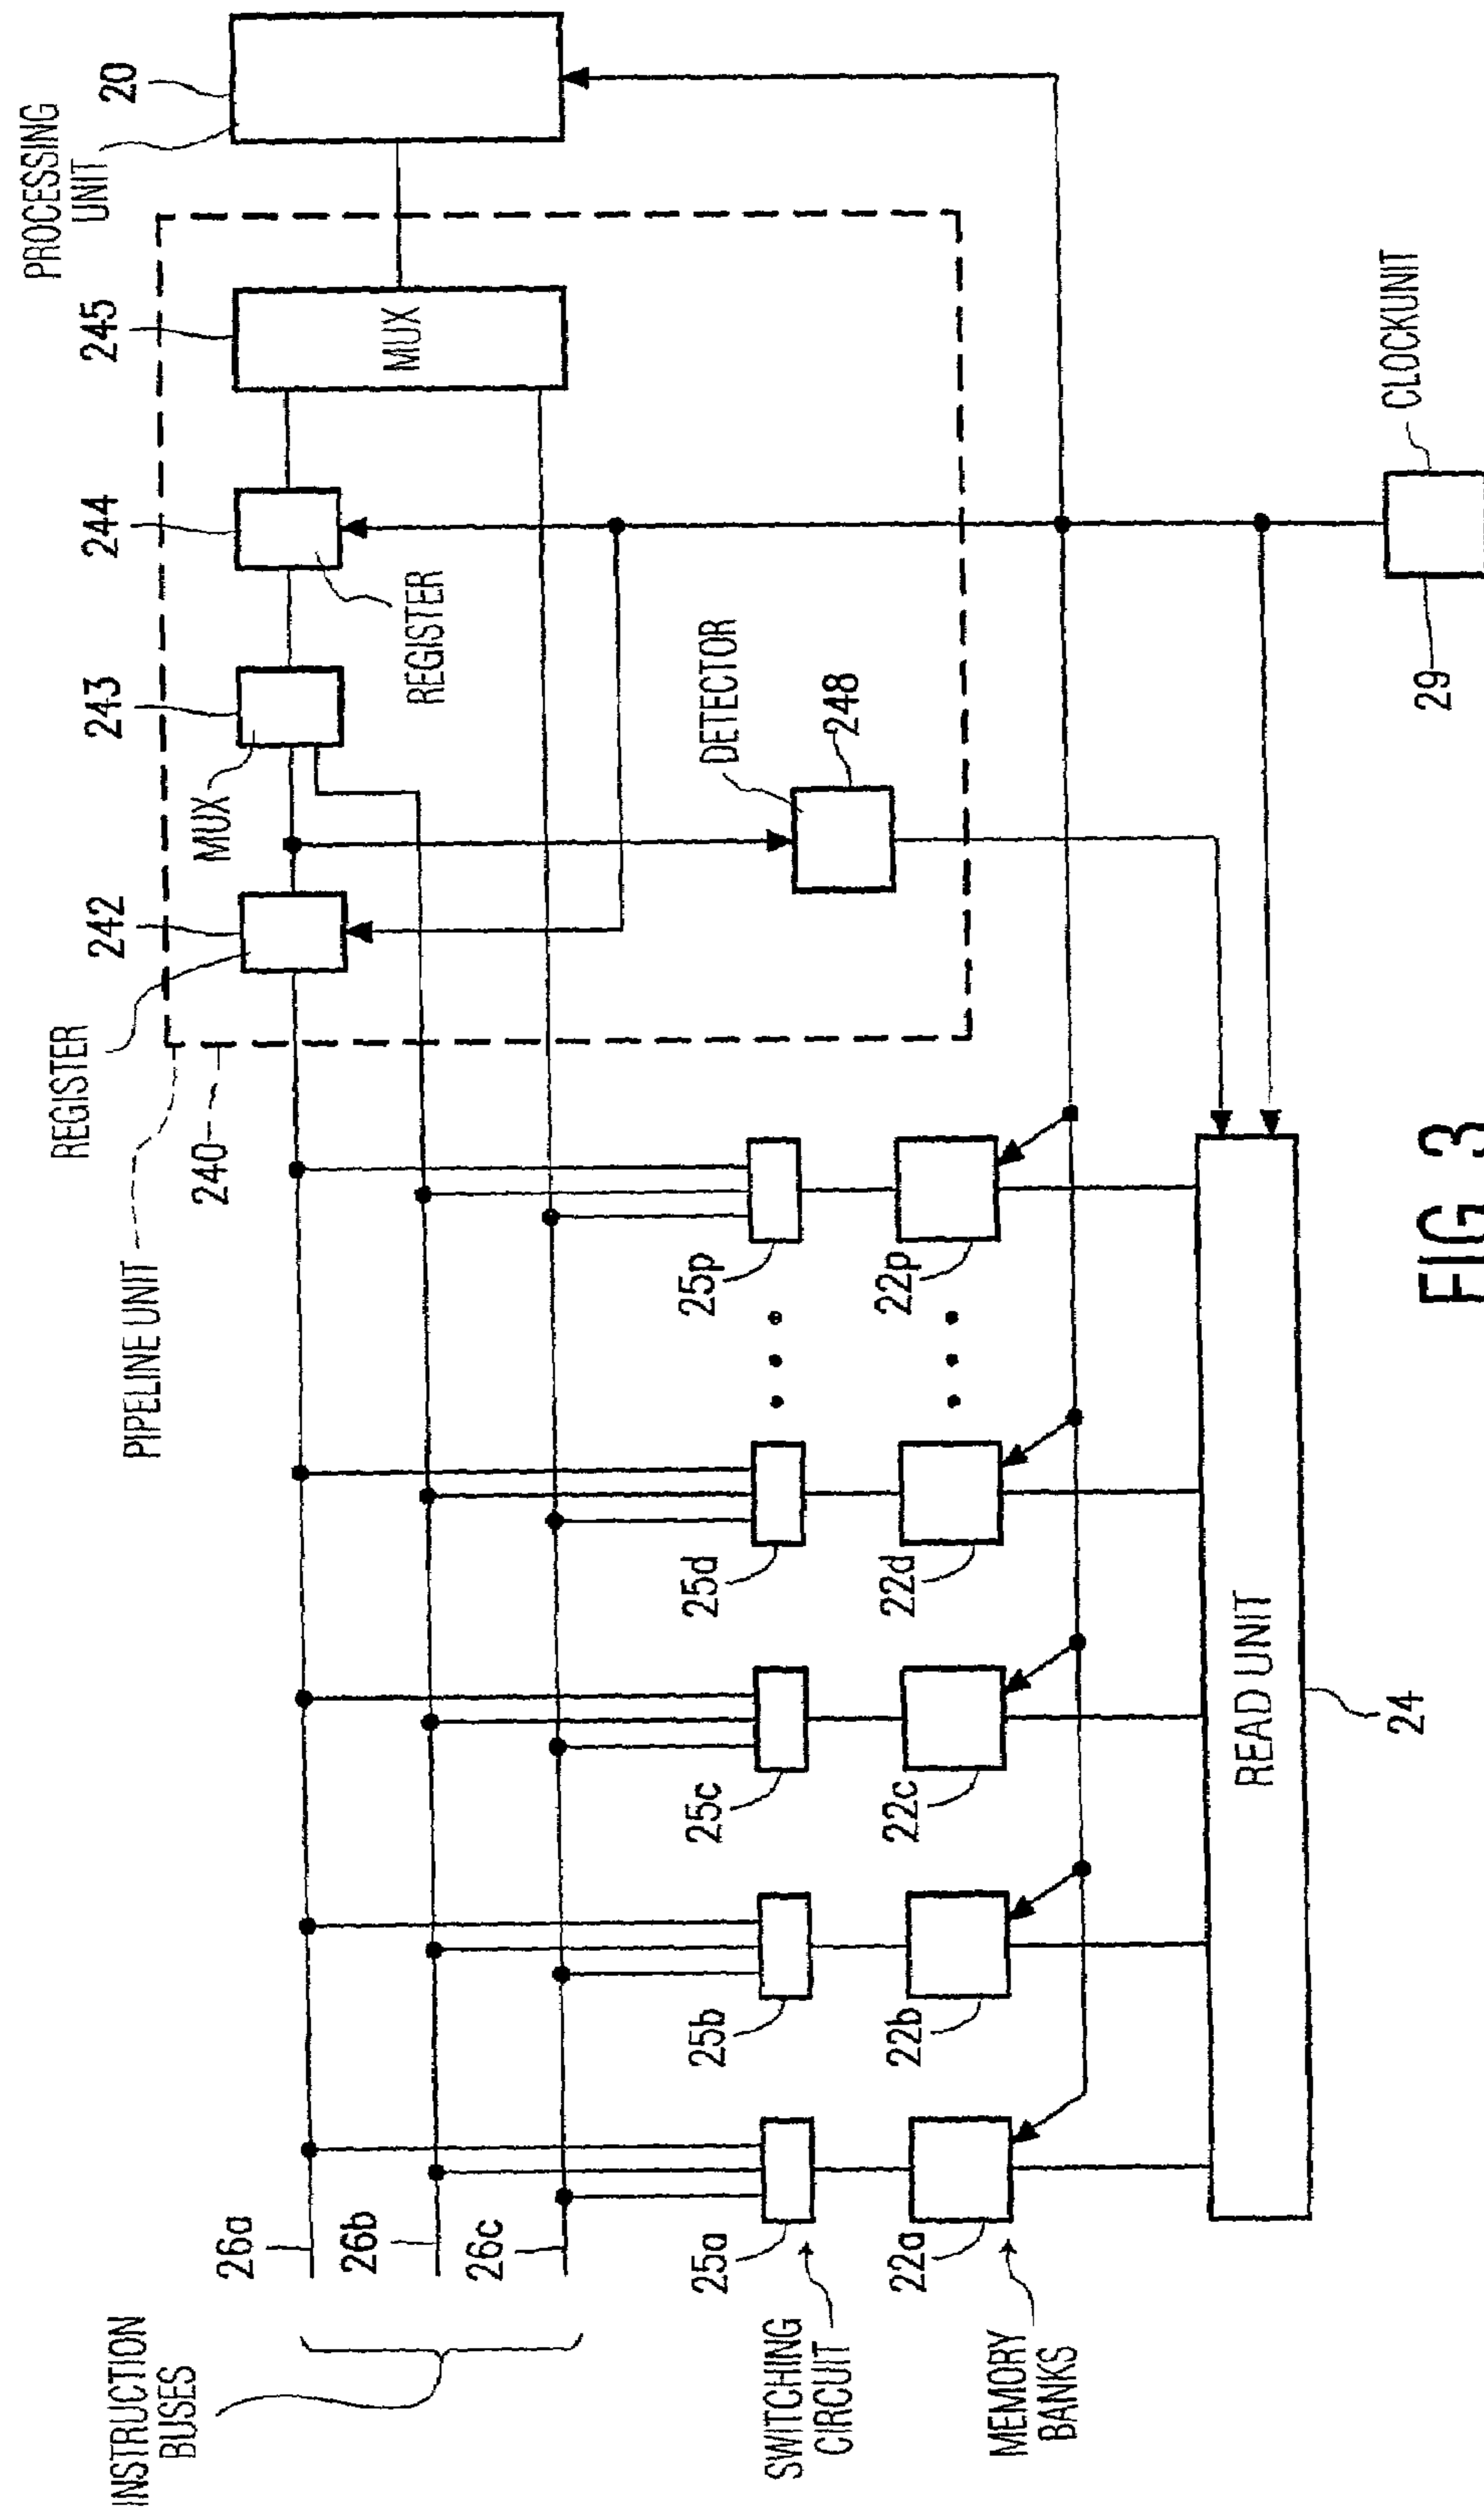 PROCESSING
UNIT
20
245
MUX
244
REGISTER
243
MUX
242
REGISTER
DETECTOR
248
PIPELINE UNIT
240
CLOCKUNIT
29
INSTRUCTION
BUSES
26a
26b
26c
SWITCHING
CIRCUIT
25a
25b
25c
25d
25p
MEMORY
BANKS
22a
22b
22c
22d
22p
READ UNIT
24
FIG. 3